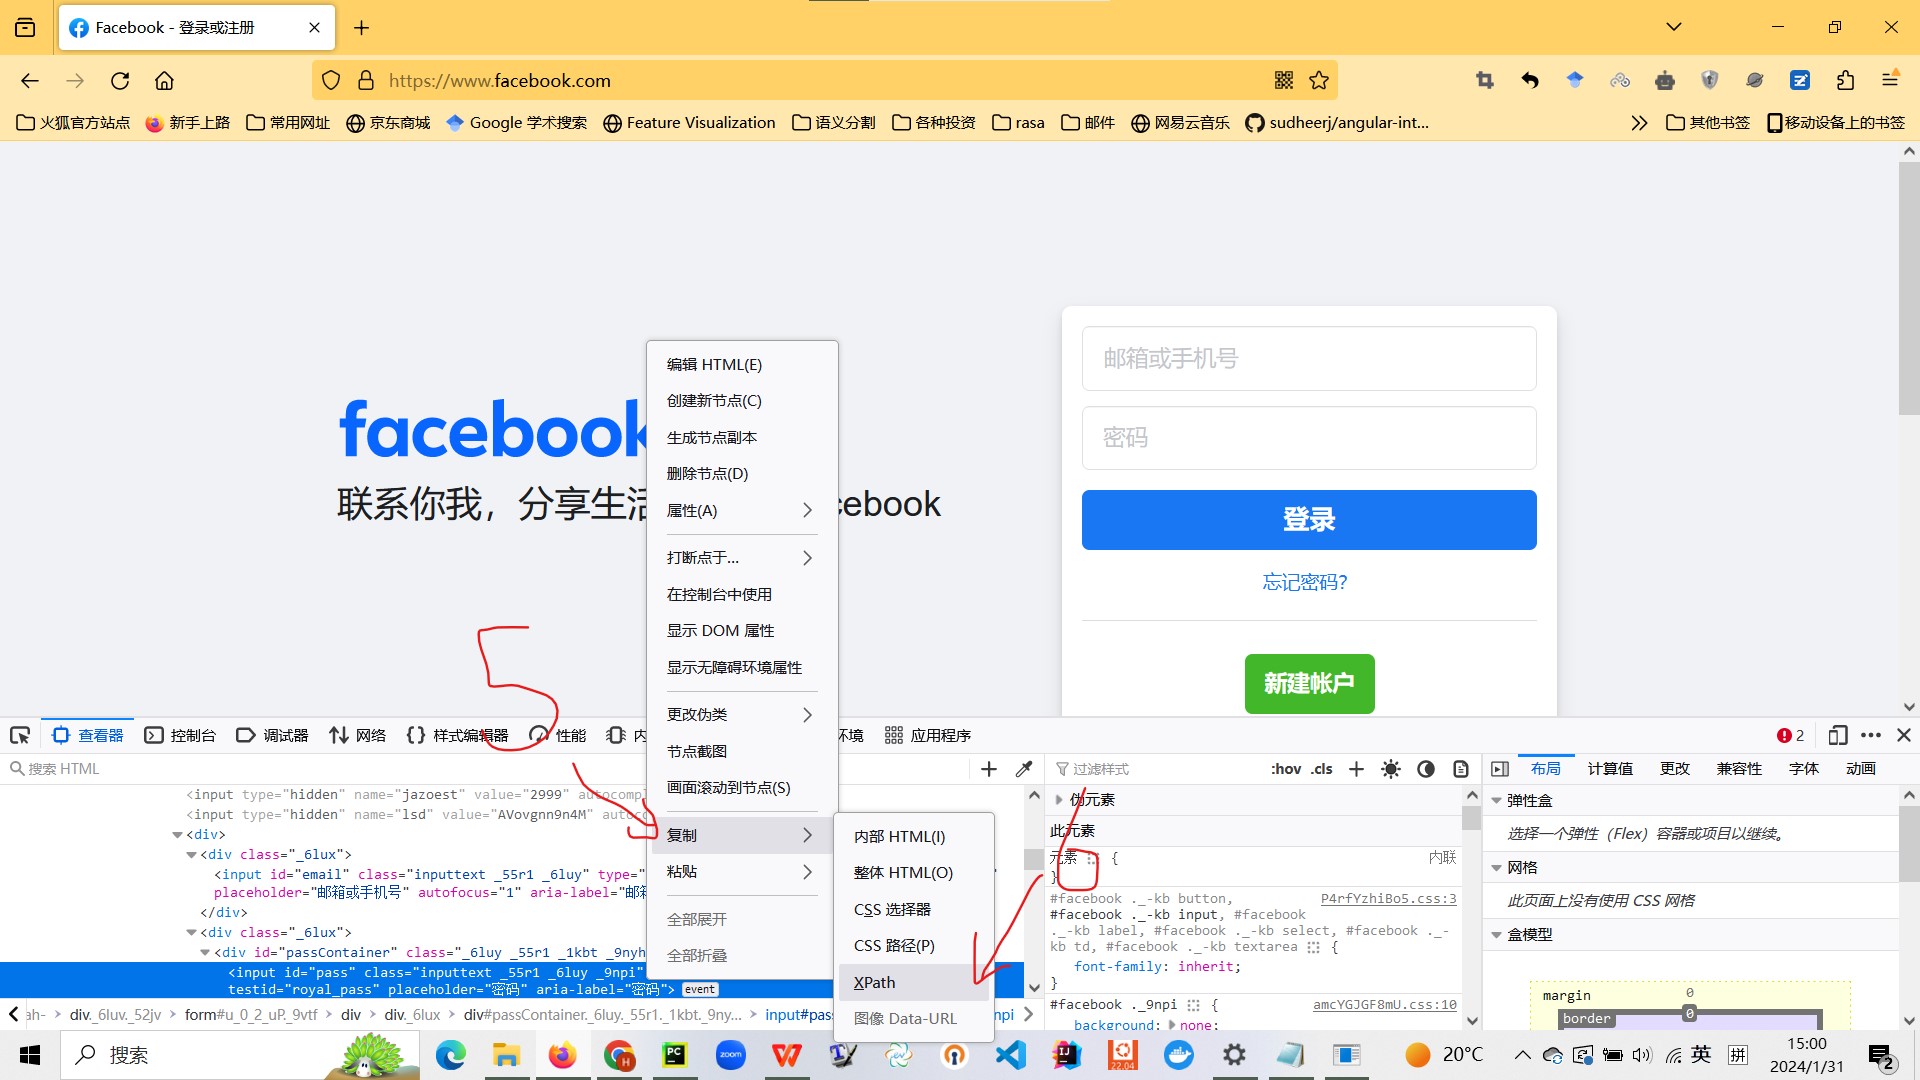 Facebook - 登录或注册
https://www.facebook.com
火狐官方站点 新手上路 常用网址 京东商城 Google 学术搜索 Feature Visualization 语义分割 各种投资 rasa 邮件 网易云音乐 sudheerj/angular-int... 其他书签 移动设备上的书签
邮箱或手机号
密码
登录
忘记密码?
新建帐户
facebook
联系你我，分享生活 cebook
编辑 HTML(E)
创建新节点(C)
生成节点副本
删除节点(D)
属性(A)
打断点于...
在控制台中使用
显示 DOM 属性
显示无障碍环境属性
更改伪类
节点截图
画面滚动到节点(S)
复制
粘贴
全部展开
全部折叠
内部 HTML(I)
整体 HTML(O)
CSS 选择器
CSS 路径(P)
XPath
图像 Data-URL
5
6
查看器 控制台 调试器 网络 样式编辑器 性能 内 环境 应用程序 2
搜索 HTML
<input type="hidden" name="jazoest" value="2999" autocompl
<input type="hidden" name="lsd" value="AVovgnn9n4M" autoco
<div>
<div class="_6lux">
<input id="email" class="inputtext _55r1 _6luy" type="
placeholder="邮箱或手机号" autofocus="1" aria-label="邮箱
</div>
<div class="_6lux">
<div id="passContainer" class="_6luy _55r1 _1kbt _9nyh
<input id="pass" class="inputtext _55r1 _6luy _9npi"
testid="royal_pass" placeholder="密码" aria-label="密码"> event
ah- div._6luv._52jv form#u_0_2_uP._9vtf div div._6lux div#passContainer._6luy._55r1._1kbt._9ny... input#pas npi
过滤样式 :hov .cls
伪元素
此元素
元素 { 内联
}
#facebook ._-kb button, P4rfYzhiBo5.css:3
#facebook ._-kb input, #facebook
._-kb label, #facebook ._-kb select, #facebook ._-
kb td, #facebook ._-kb textarea {
font-family: inherit;
}
#facebook ._9npi { amcYGJGF8mU.css:10
background: none;
布局 计算值 更改 兼容性 字体 动画
弹性盒
选择一个弹性（Flex）容器或项目以继续。
网格
此页面上没有使用 CSS 网格
盒模型
margin 0
border 0
搜索
PC
zoom
22.04
20°C
英 拼
15:00
2024/1/31
2